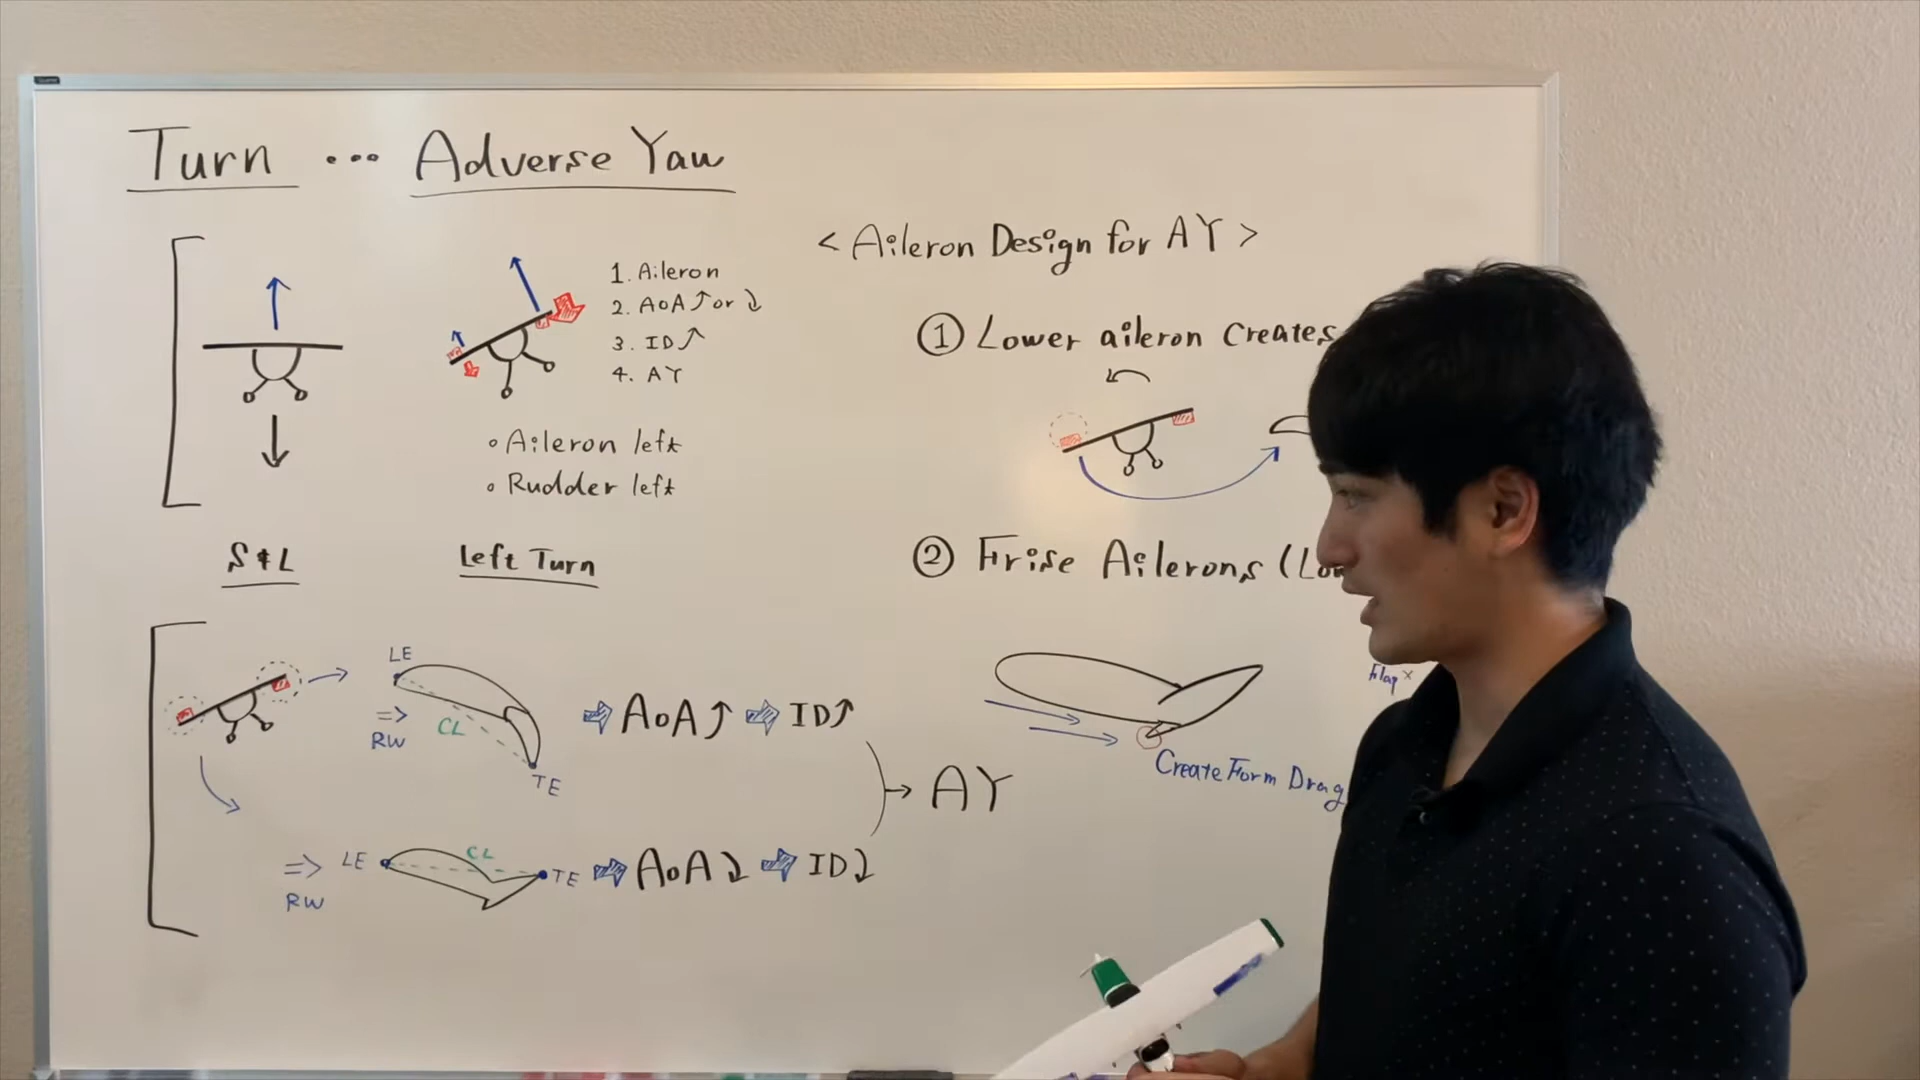 Turn ... Adverse Yaw
< Aileron Design for AY >
1. Aileron
2. AoA ↑ or ↓
3. ID ↑
4. AY
◦ Aileron left
◦ Rudder left
S & L
Left Turn
① Lower aileron Creates
② Frise Ailerons (
Flap ×
Create Form Drag
LE
⇒
RW
CL
TE
⇨ AoA ↑ ⇨ ID ↑
→ AY
⇒
RW
LE
CL
TE
⇨ AoA ↓ ⇨ ID ↓